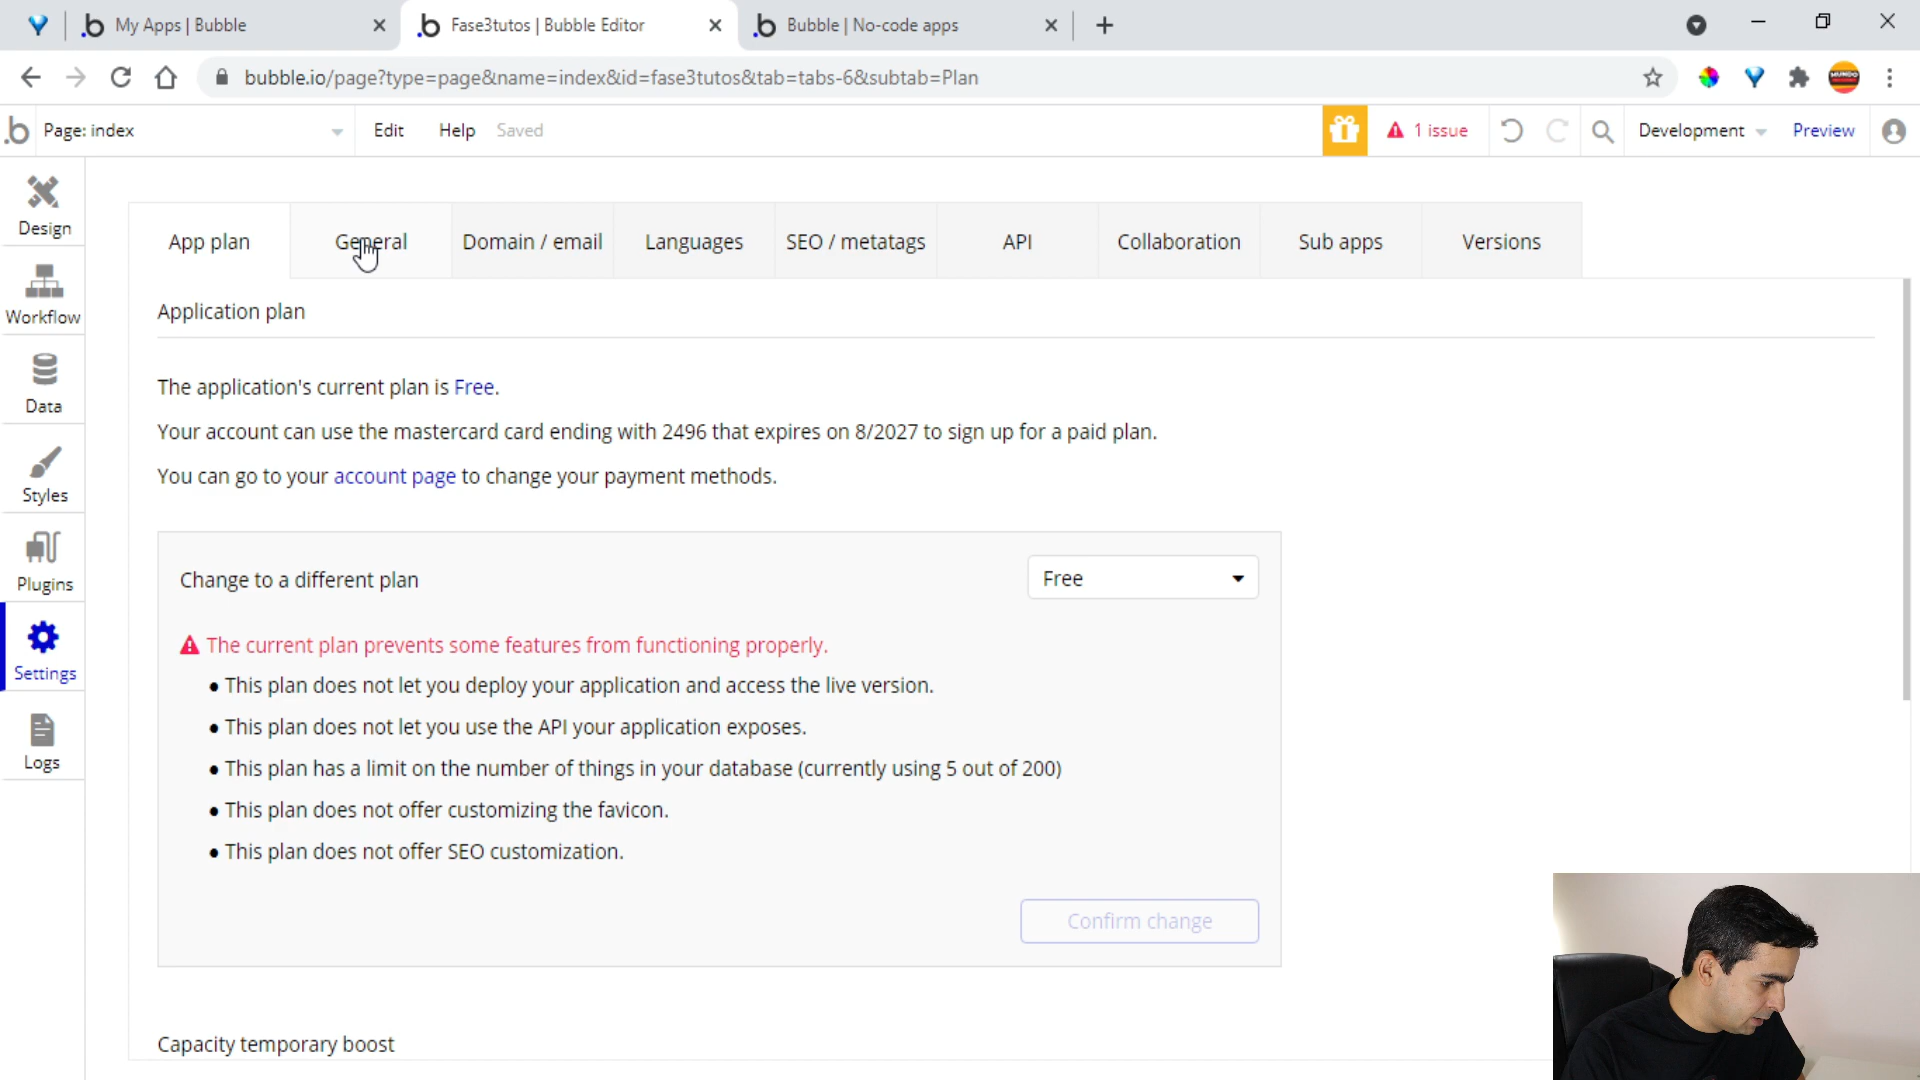 My Apps | Bubble
Fase3tutos | Bubble Editor
Bubble | No-code apps
bubble.io/page?type=page&name=index&id=fase3tutos&tab=tabs-6&subtab=Plan
MUNDO
.b Page: index Edit Help Saved 1 issue Development Preview
Design
Workflow
Data
Styles
Plugins
Settings
Logs
App plan General Domain / email Languages SEO / metatags API Collaboration Sub apps Versions
Application plan
The application's current plan is Free.
Your account can use the mastercard card ending with 2496 that expires on 8/2027 to sign up for a paid plan.
You can go to your account page to change your payment methods.
Change to a different plan Free
The current plan prevents some features from functioning properly.
● This plan does not let you deploy your application and access the live version.
● This plan does not let you use the API your application exposes.
● This plan has a limit on the number of things in your database (currently using 5 out of 200)
● This plan does not offer customizing the favicon.
● This plan does not offer SEO customization.
Confirm change
Capacity temporary boost